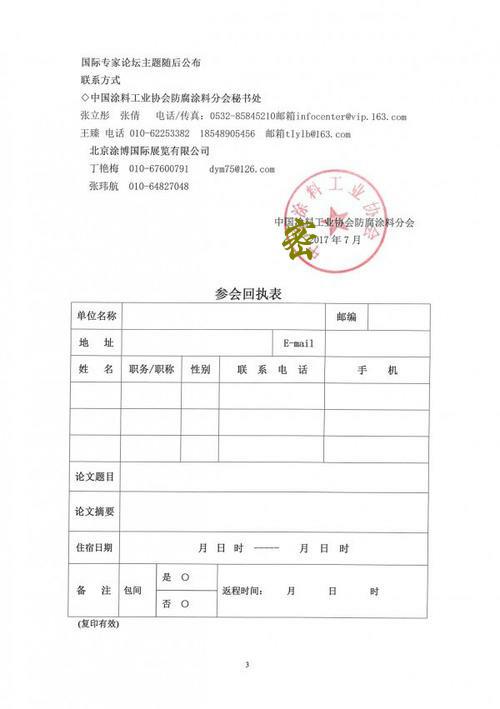 国际专家论坛主题随后公布
联系方式
◇中国涂料工业协会防腐涂料分会秘书处
张立彤 张倩 电话/传真：0532-85845210邮箱infocenter@vip.163.com
王臻 电话 010-62253382 18548905456 邮箱tlylb@163.com
北京涂博国际展览有限公司
丁艳梅 010-67600791 dym75@126.com
张玮航 010-64827048
中国涂料工业协会
中国涂料工业协会防腐涂料分会
密
2017年7月
参会回执表
单位名称 邮编
地 址 E-mail
姓 名 职务/职称 性别 联 系 电 话 手 机
论文题目
论文摘要
住宿日期 月 日 时 ----- 月 日 时
备 注 包间 是 〇 返程时间： 月 日 时
否 〇
(复印有效)
3